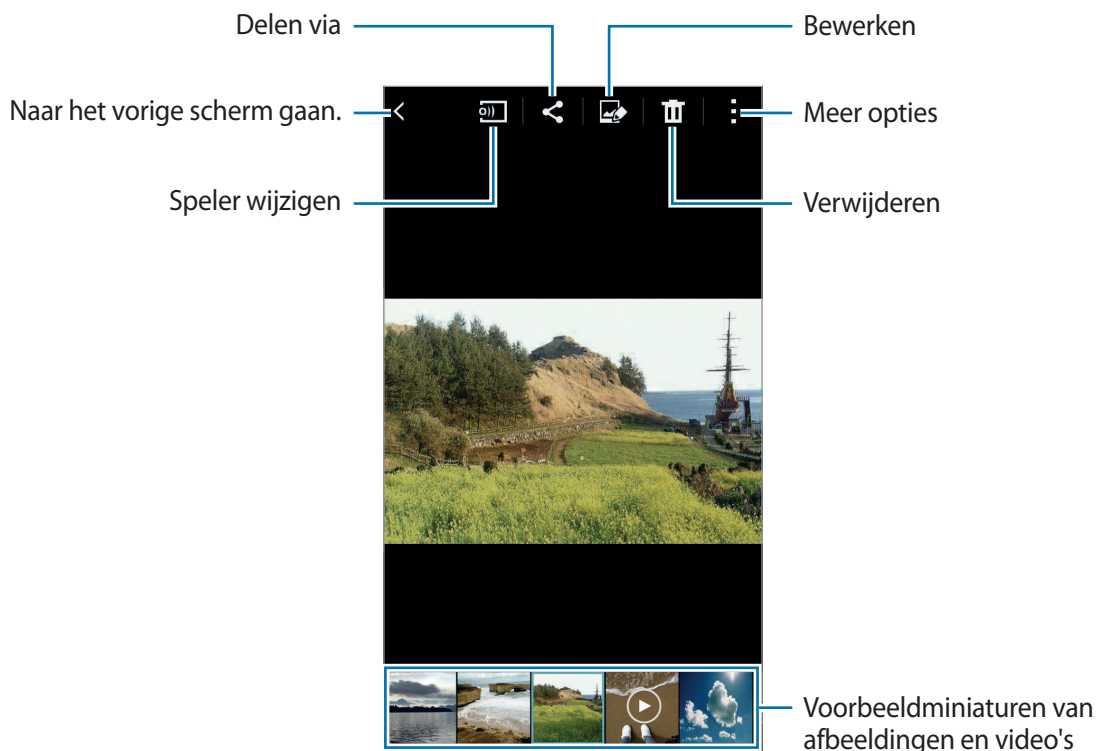 Delen via
Bewerken
Naar het vorige scherm gaan.
Meer opties
Speler wijzigen
Verwijderen
Voorbeeldminiaturen van
afbeeldingen en video's